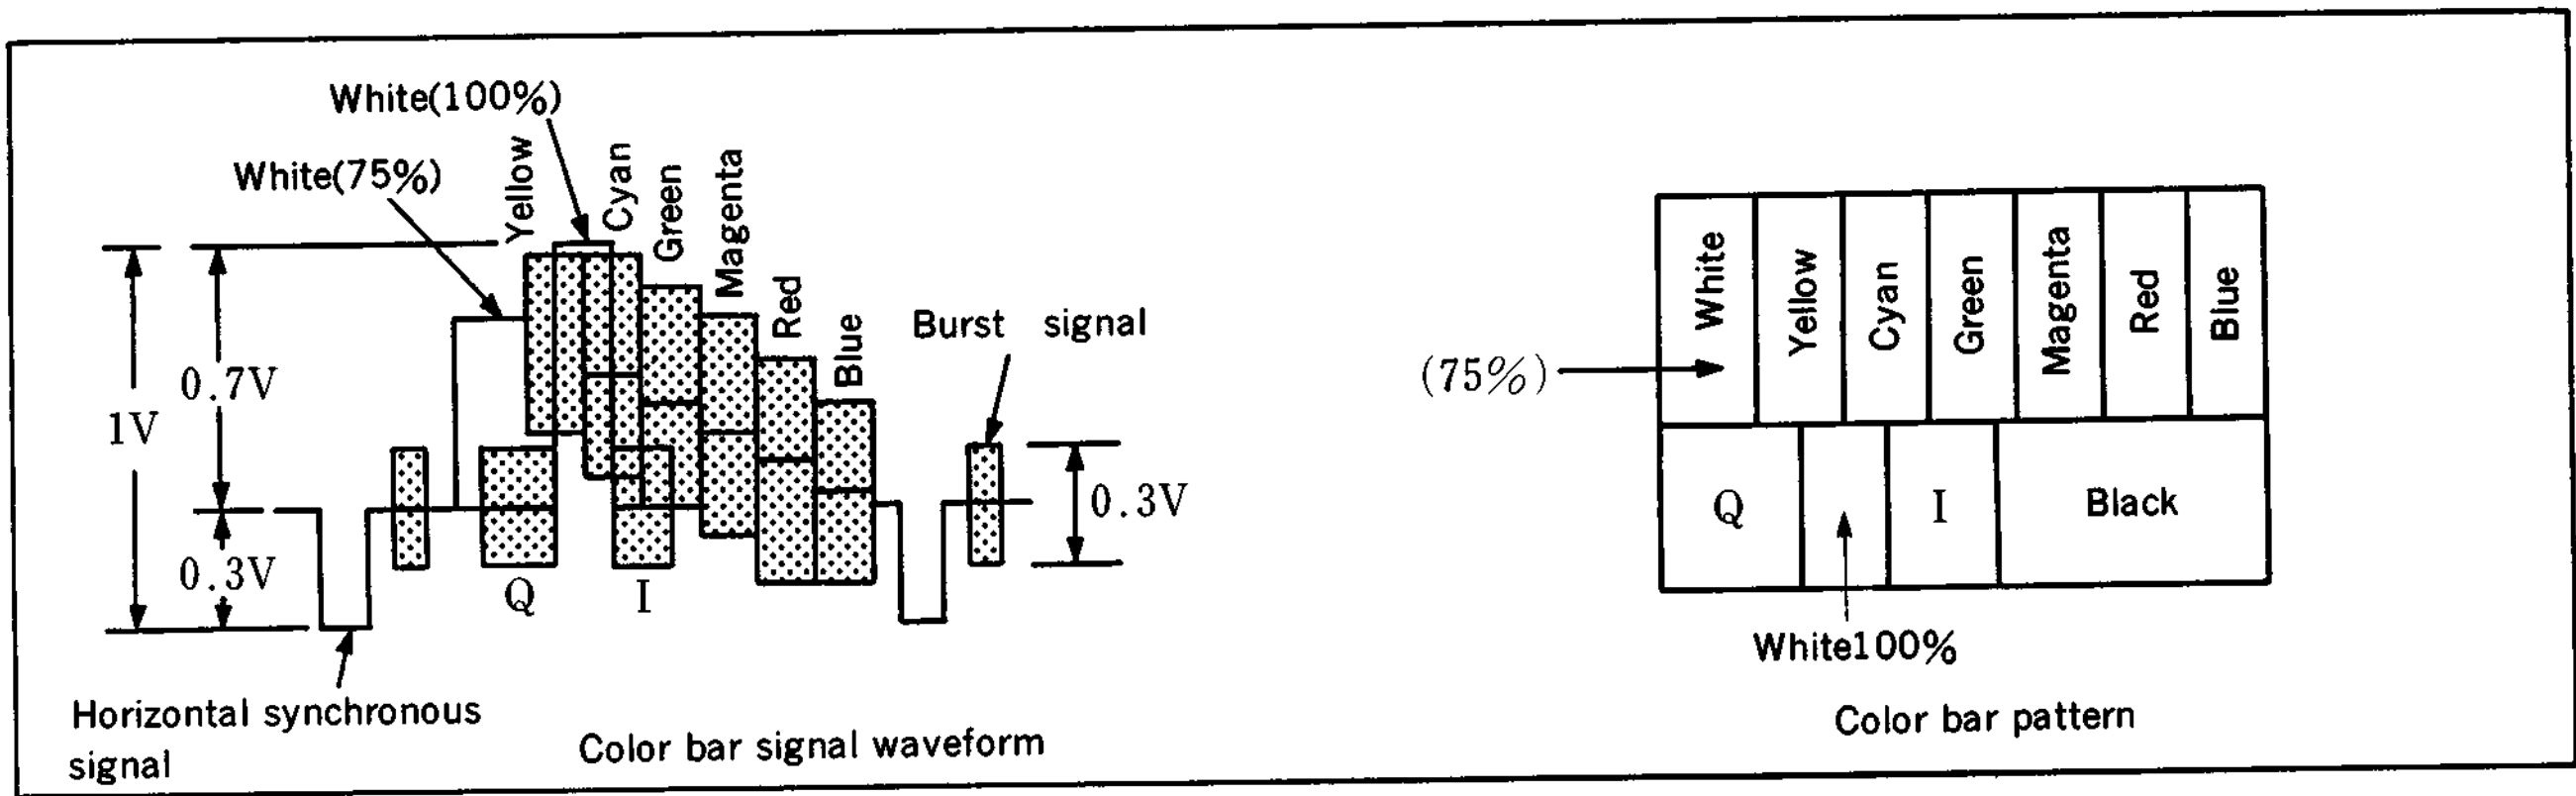 White(100%)
White(75%)
Yellow
Cyan
Green
Magenta
Red
Blue
Burst signal
1V
0.7V
0.3V
0.3V
Q
I
Horizontal synchronous
signal
Color bar signal waveform
White
Yellow
Cyan
Green
Magenta
Red
Blue
(75%)
Q
I
Black
White100%
Color bar pattern